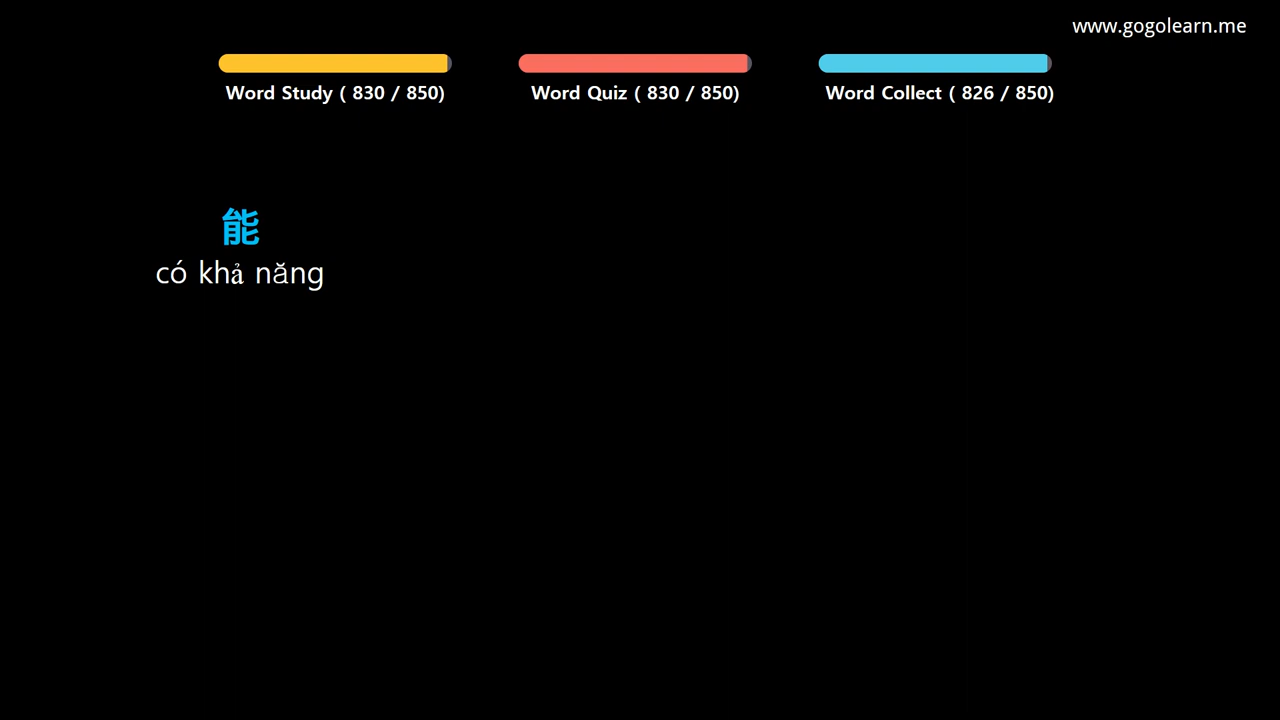 www.gogolearn.me
Word Study ( 830 / 850)
Word Quiz ( 830 / 850)
Word Collect ( 826 / 850)
能
có khả năng